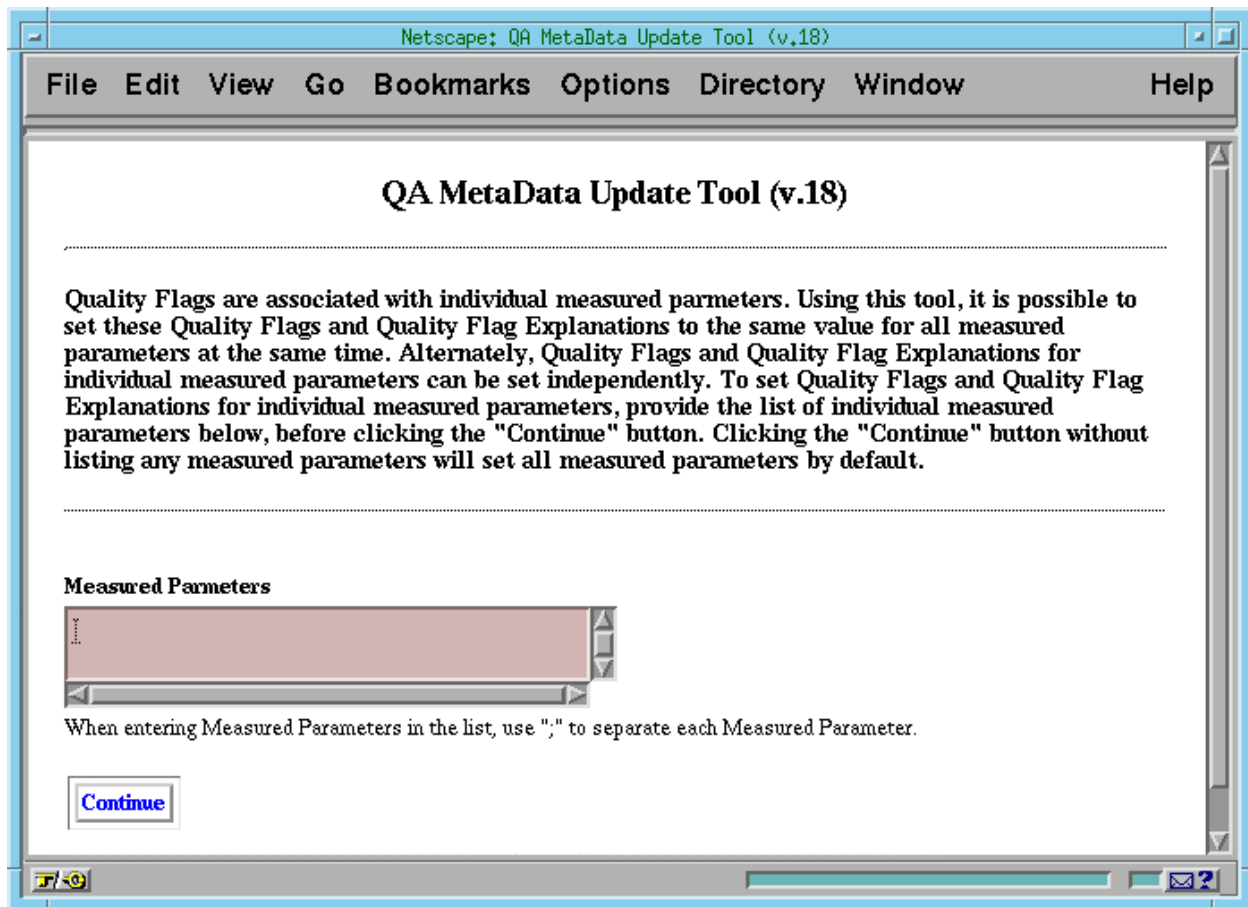 Netscape: QA MetaData Update Tool (v.18)
File Edit View Go Bookmarks Options Directory Window Help
QA MetaData Update Tool (v.18)
Quality Flags are associated with individual measured parmeters. Using this tool, it is possible to
set these Quality Flags and Quality Flag Explanations to the same value for all measured
parameters at the same time. Alternately, Quality Flags and Quality Flag Explanations for
individual measured parameters can be set independently. To set Quality Flags and Quality Flag
Explanations for individual measured parameters, provide the list of individual measured
parameters below, before clicking the "Continue" button. Clicking the "Continue" button without
listing any measured parameters will set all measured parameters by default.
Measured Parmeters
When entering Measured Parameters in the list, use ";" to separate each Measured Parameter.
Continue